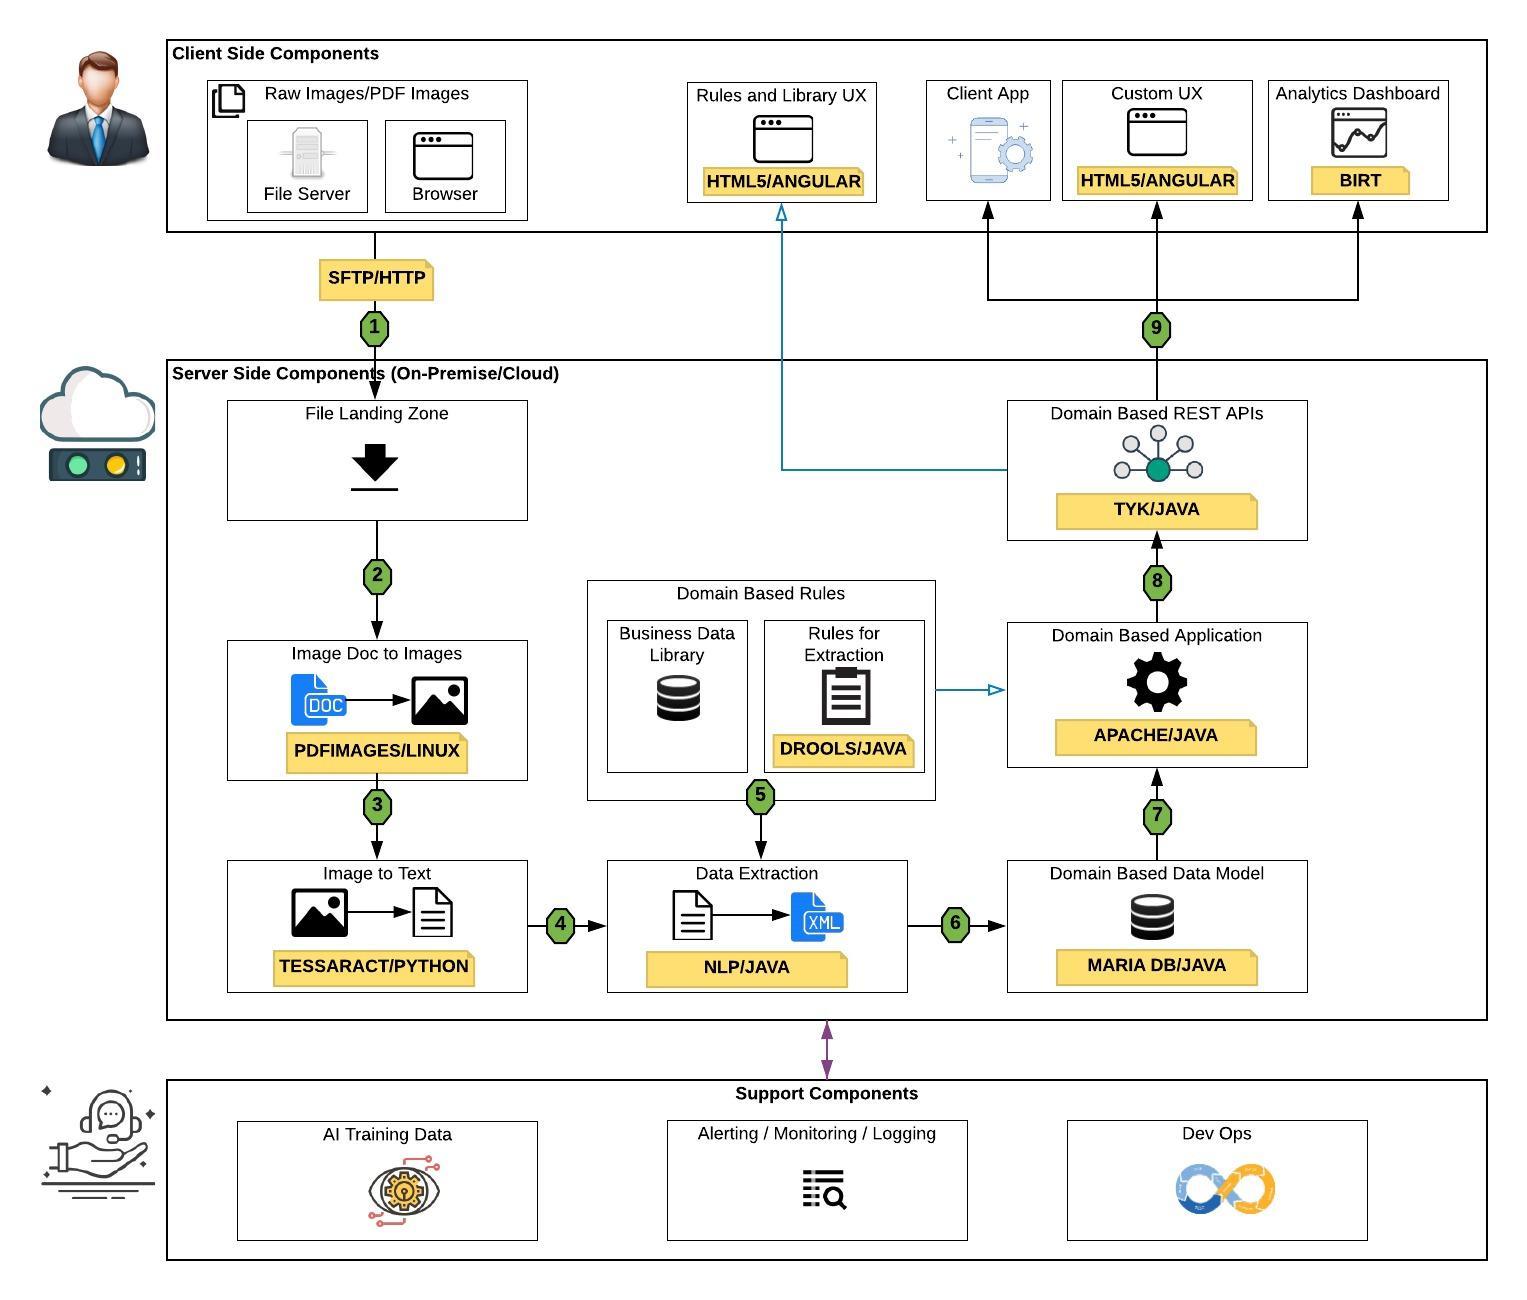 Client Side Components
Raw Images/PDF Images
File Server
Browser
Rules and Library UX
HTML5/ANGULAR
Client App
Custom UX
HTML5/ANGULAR
Analytics Dashboard
BIRT
SFTP/HTTP
1
9
Server Side Components (On-Premise/Cloud)
File Landing Zone
2
Image Doc to Images
DOC
PDFIMAGES/LINUX
3
Image to Text
TESSARACT/PYTHON
4
Domain Based Rules
Business Data
Library
Rules for
Extraction
DROOLS/JAVA
5
Data Extraction
XML
NLP/JAVA
6
Domain Based Data Model
MARIA DB/JAVA
7
Domain Based Application
APACHE/JAVA
8
Domain Based REST APIs
TYK/JAVA
Support Components
AI Training Data
Alerting / Monitoring / Logging
Dev Ops